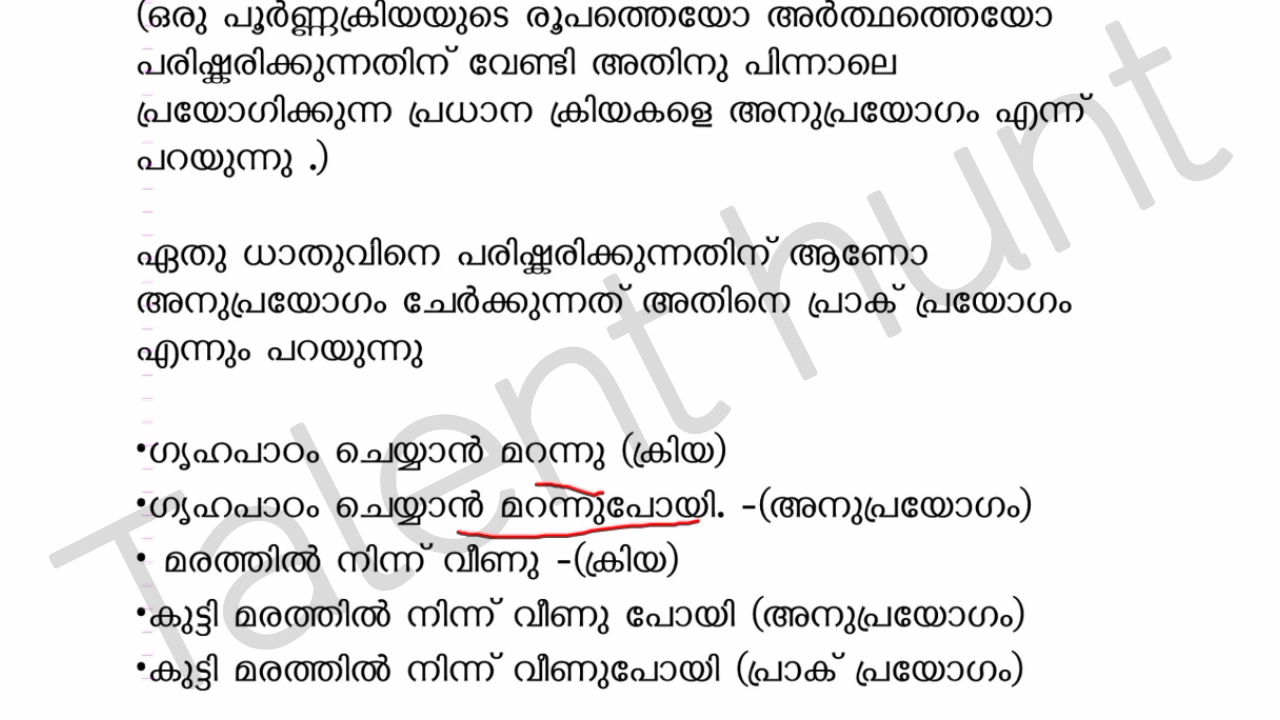 (ഒരു പൂർണ്ണക്രിയയുടെ രൂപത്തെയോ അർത്ഥത്തെയോ
പരിഷ്കരിക്കുന്നതിന് വേണ്ടി അതിനു പിന്നാലെ
പ്രയോഗിക്കുന്ന പ്രധാന ക്രിയകളെ അനുപ്രയോഗം എന്ന്
പറയുന്നു .)
ഏതു ധാതുവിനെ പരിഷ്കരിക്കുന്നതിന് ആണോ
അനുപ്രയോഗം ചേർക്കുന്നത് അതിനെ പ്രാക് പ്രയോഗം
എന്നും പറയുന്നു
•ഗൃഹപാഠം ചെയ്യാൻ മറന്നു (ക്രിയ)
•ഗൃഹപാഠം ചെയ്യാൻ മറന്നുപോയി. -(അനുപ്രയോഗം)
• മരത്തിൽ നിന്ന് വീണു -(ക്രിയ)
•കുട്ടി മരത്തിൽ നിന്ന് വീണു പോയി (അനുപ്രയോഗം)
•കുട്ടി മരത്തിൽ നിന്ന് വീണുപോയി (പ്രാക് പ്രയോഗം)
Talent hunt